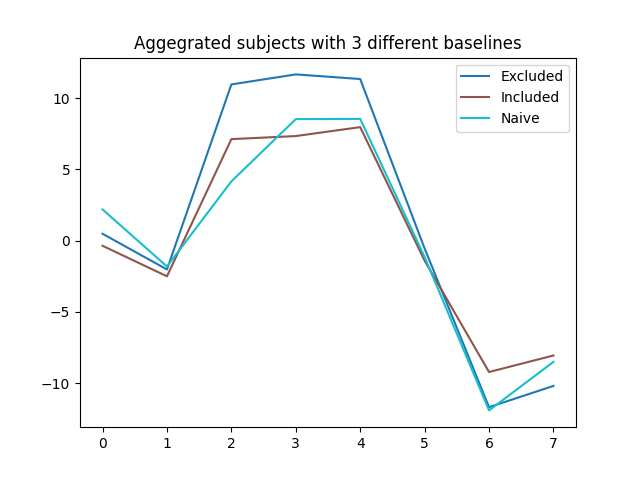 Aggegrated subjects with 3 different baselines
Excluded
Included
Naive
10
5
0
−5
−10
0 1 2 3 4 5 6 7